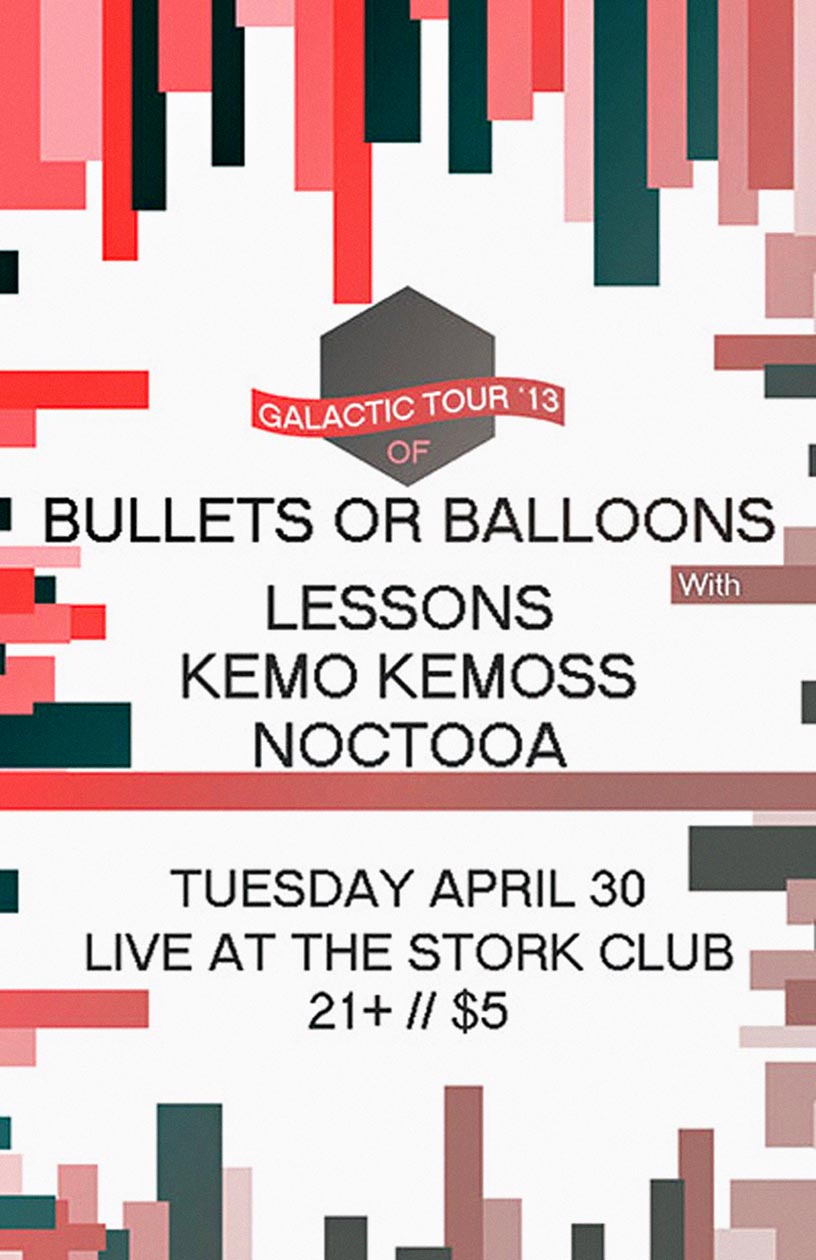 GALACTIC TOUR '13
OF
BULLETS OR BALLOONS
With
LESSONS
KEMO KEMOSS
NOCTOOA
TUESDAY APRIL 30
LIVE AT THE STORK CLUB
21+ // $5